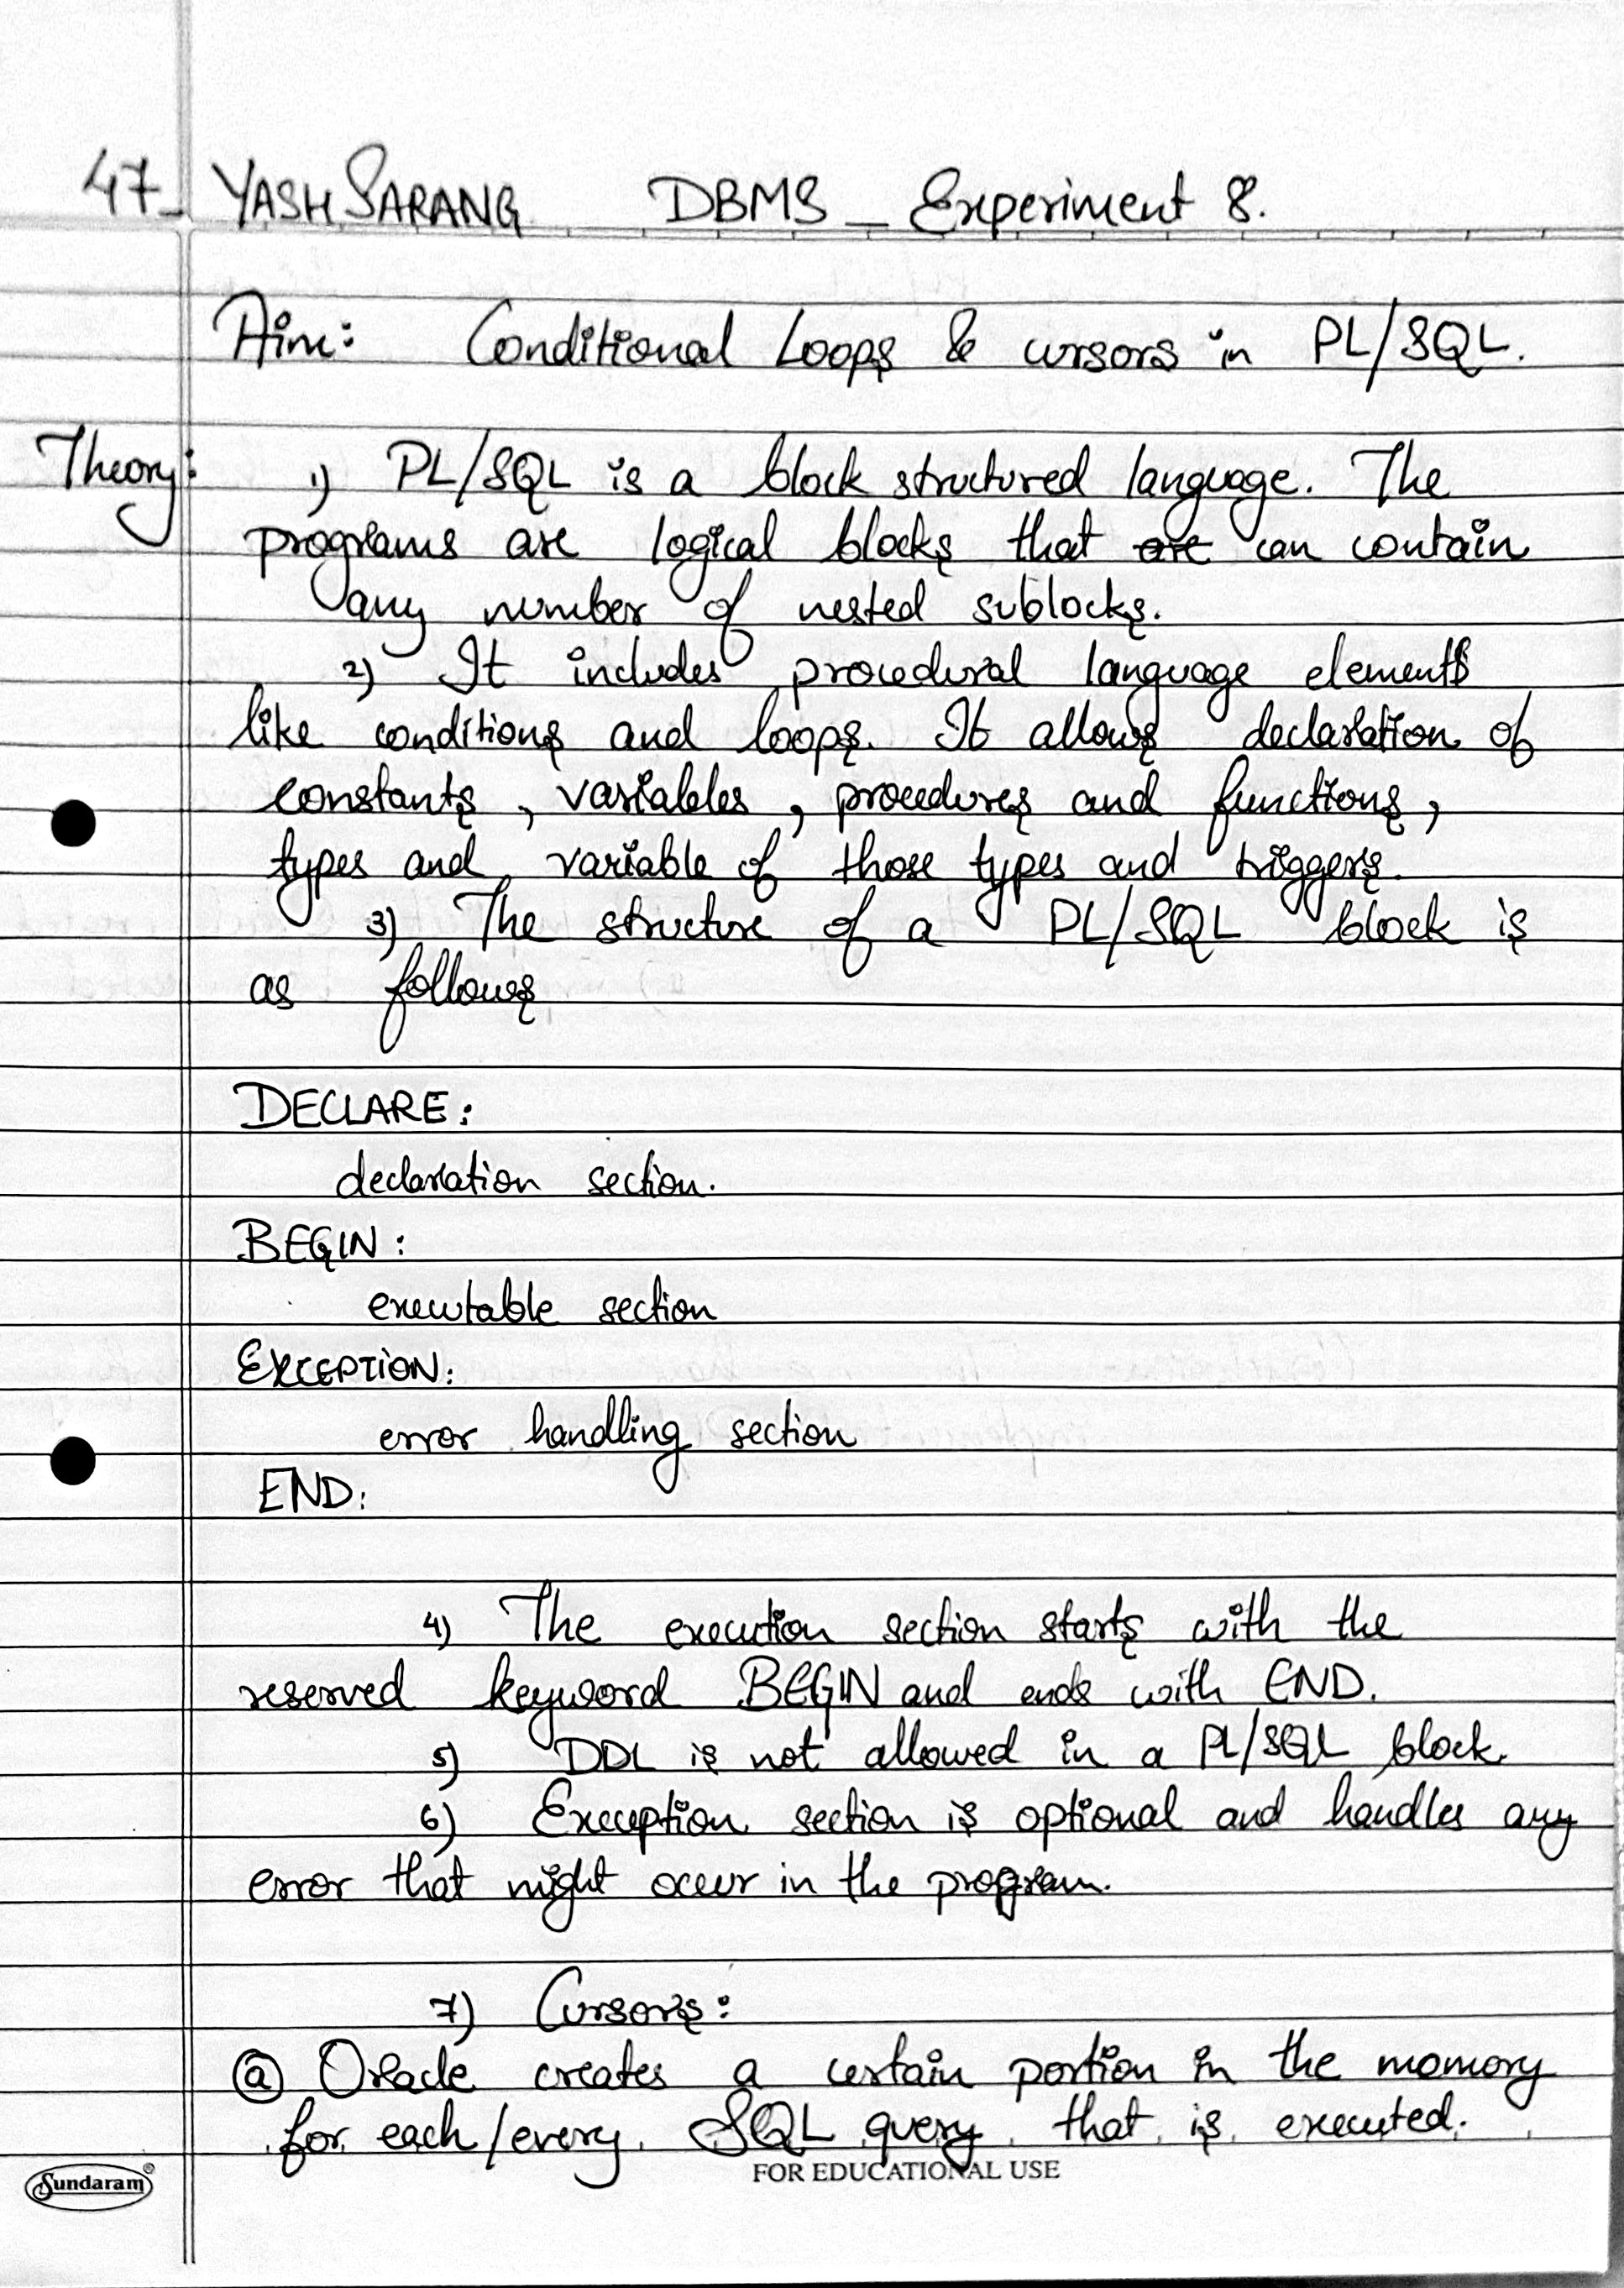 47 YASH SARANG DBMS - Experiment 8.
Aim: Conditional Loops & cursors in PL/SQL.
Theory: 1) PL/SQL is a block structured language. The
programs are logical blocks that are can contain
any number of nested sublocks.
2) It includes procedural language elements
like conditions and loops. It allows declaration of
constants, variables, procedures and functions,
types and variable of those types and triggers.
3) The structure of a PL/SQL block is
as follows
DECLARE:
declaration section.
BEGIN:
executable section
EXCEPTION:
error handling section
END:
4) The execution section starts with the
reserved keyword BEGIN and ends with END.
5) DDL is not allowed in a PL/SQL block.
6) Exception section is optional and handles any
error that might occur in the program.
7) Cursors:
(a) Oracle creates a certain portion in the momory
for each/every SQL query that is executed.
Sundaram®
FOR EDUCATIONAL USE